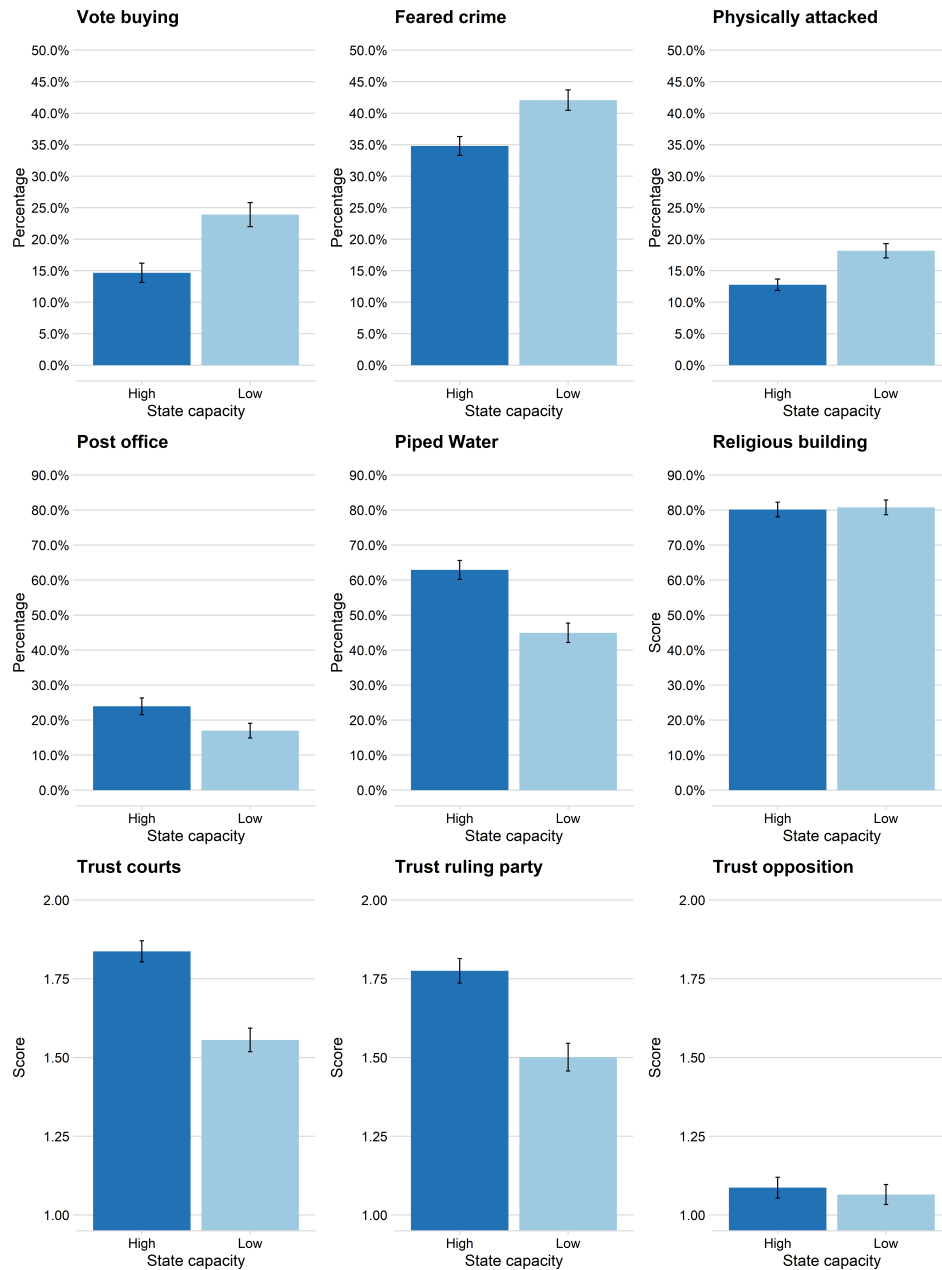 Vote buying
50.0%
45.0%
40.0%
35.0%
30.0%
25.0%
20.0%
15.0%
10.0%
5.0%
0.0%
Percentage
High
Low
State capacity
Feared crime
50.0%
45.0%
40.0%
35.0%
30.0%
25.0%
20.0%
15.0%
10.0%
5.0%
0.0%
Percentage
High
Low
State capacity
Physically attacked
50.0%
45.0%
40.0%
35.0%
30.0%
25.0%
20.0%
15.0%
10.0%
5.0%
0.0%
Percentage
High
Low
State capacity
Post office
90.0%
80.0%
70.0%
60.0%
50.0%
40.0%
30.0%
20.0%
10.0%
0.0%
Percentage
High
Low
State capacity
Piped Water
90.0%
80.0%
70.0%
60.0%
50.0%
40.0%
30.0%
20.0%
10.0%
0.0%
Percentage
High
Low
State capacity
Religious building
90.0%
80.0%
70.0%
60.0%
50.0%
40.0%
30.0%
20.0%
10.0%
0.0%
Score
High
Low
State capacity
Trust courts
2.00
1.75
1.50
1.25
1.00
Score
High
Low
State capacity
Trust ruling party
2.00
1.75
1.50
1.25
1.00
Score
High
Low
State capacity
Trust opposition
2.00
1.75
1.50
1.25
1.00
Score
High
Low
State capacity